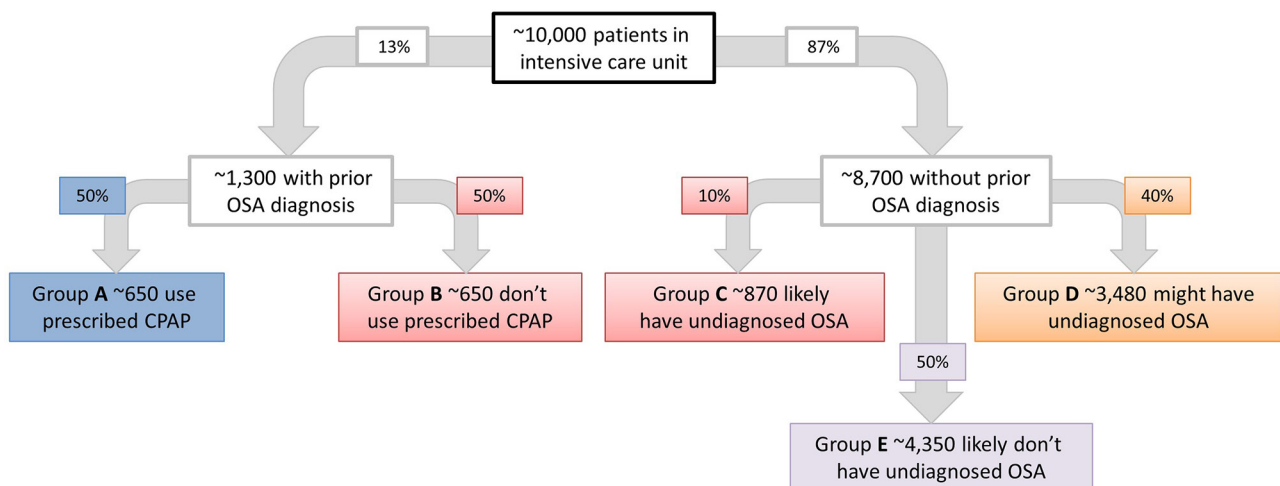 13%
~10,000 patients in
intensive care unit
87%
~1,300 with prior
OSA diagnosis
~8,700 without prior
OSA diagnosis
50%
50%
10%
40%
Group A ~650 use
prescribed CPAP
Group B ~650 don't
use prescribed CPAP
Group C ~870 likely
have undiagnosed OSA
Group D ~3,480 might have
undiagnosed OSA
50%
Group E ~4,350 likely don't
have undiagnosed OSA